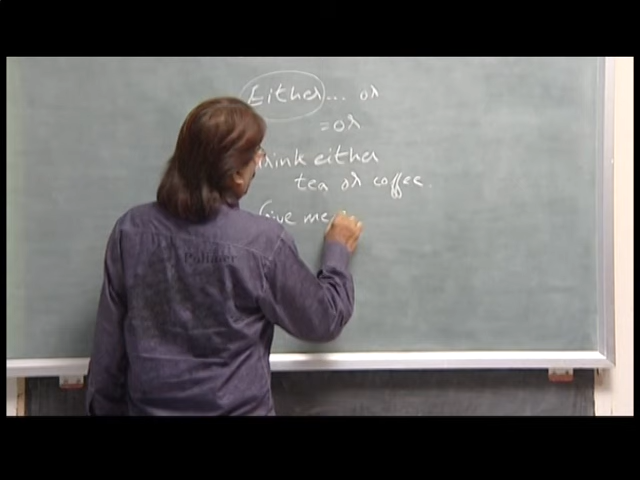 Either... or
=or
Drink either
tea or coffee.
Give me